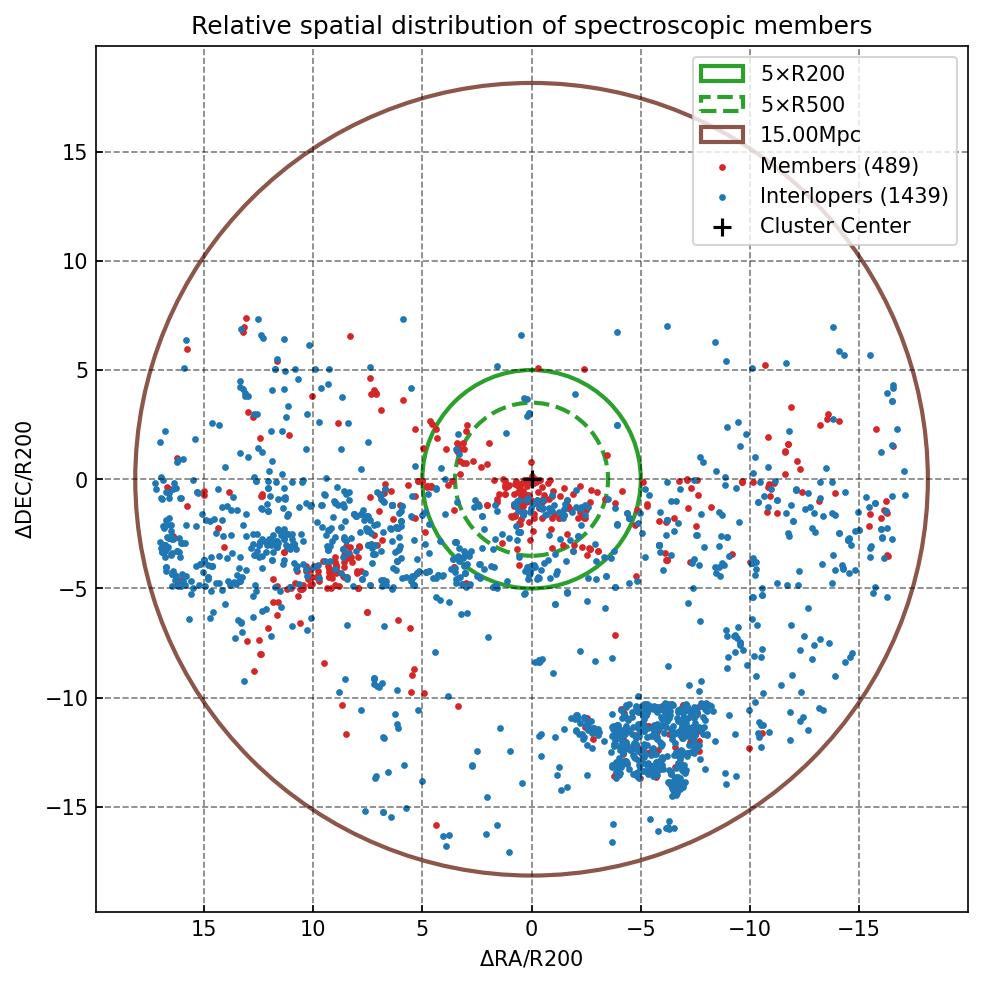 Relative spatial distribution of spectroscopic members
5×R200
5×R500
15.00Mpc
Members (489)
Interlopers (1439)
Cluster Center
15
10
5
0
−5
−10
−15
ΔDEC/R200
15
10
5
0
−5
−10
−15
ΔRA/R200